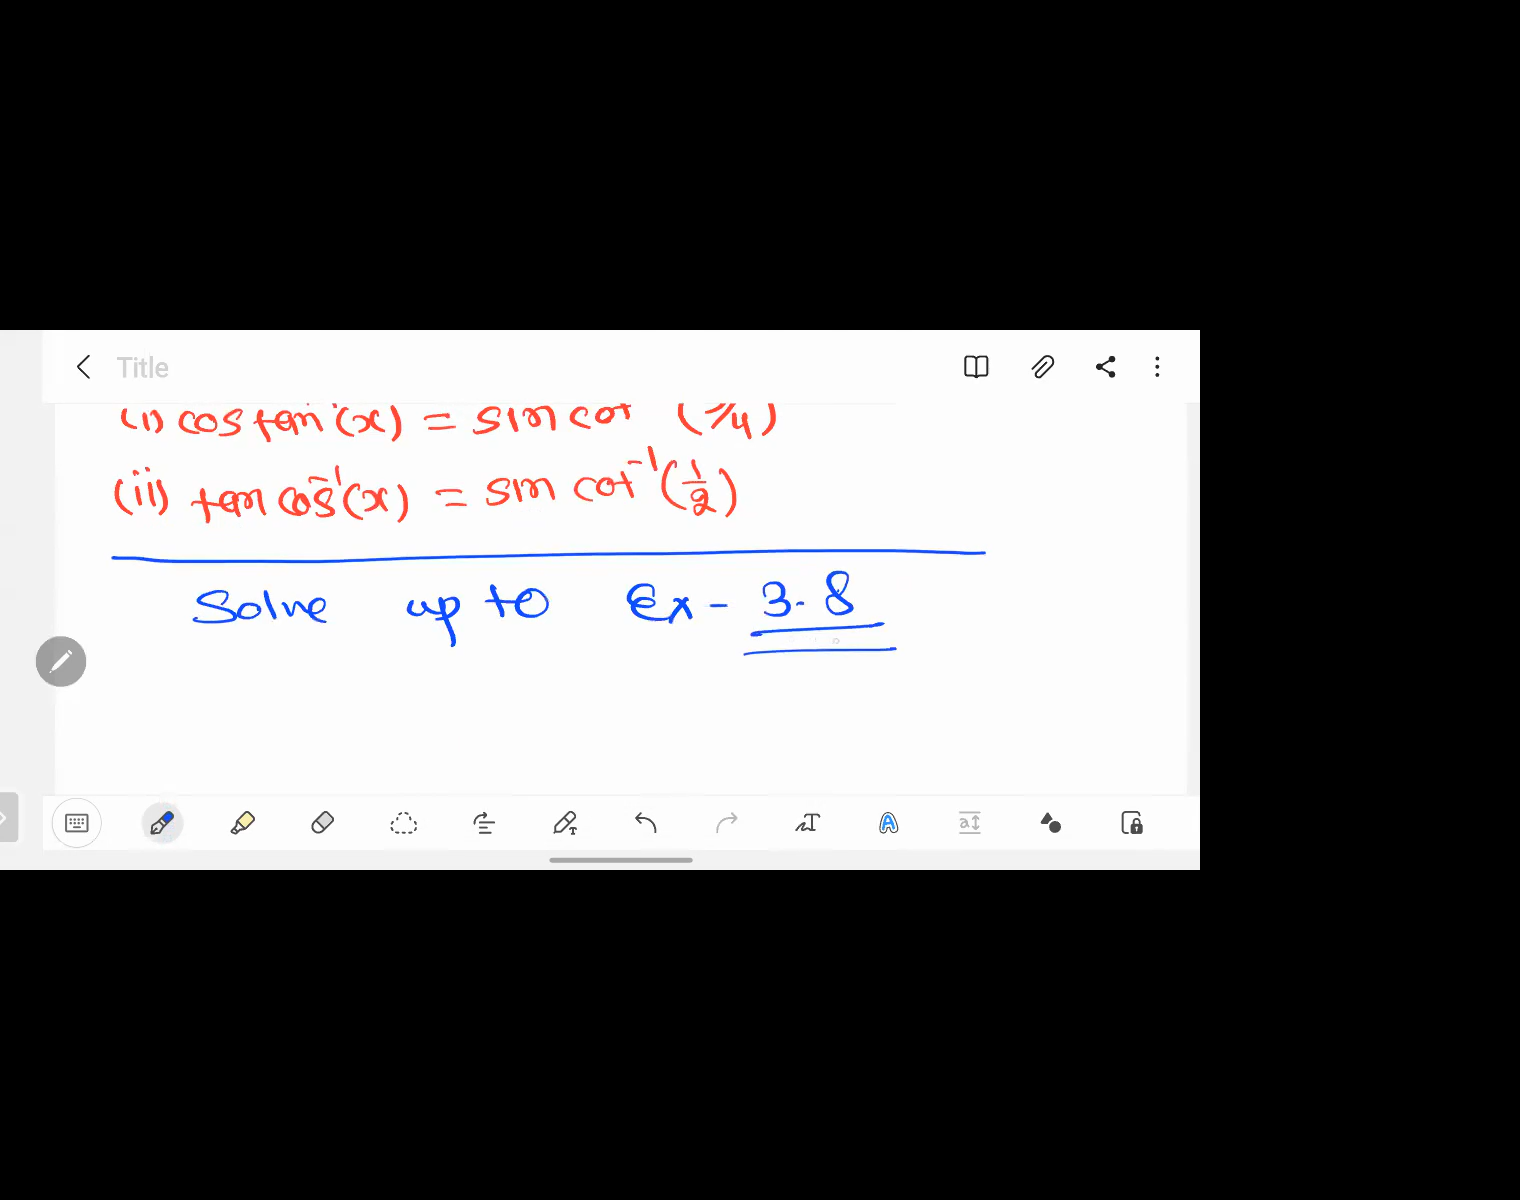 Title
(i) cos tan⁻¹(x) = sin cot⁻¹(3/4)
(ii) tan cos⁻¹(x) = sin cot⁻¹(1/2)
Solve up to Ex - 3.8